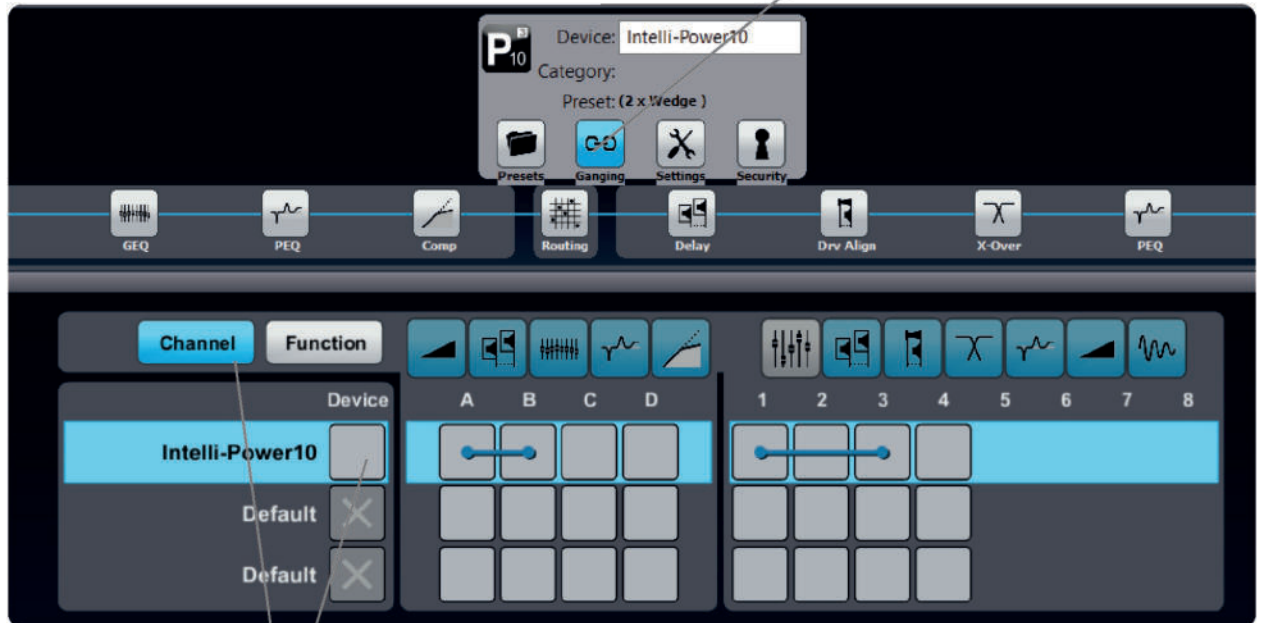 P 3 10
Device: Intelli-Power10
Category:
Preset: (2 x Wedge )
Presets Ganging Settings Security
GEQ PEQ Comp Routing Delay Drv Align X-Over PEQ
Channel Function
Device A B C D 1 2 3 4 5 6 7 8
Intelli-Power10
Default
Default